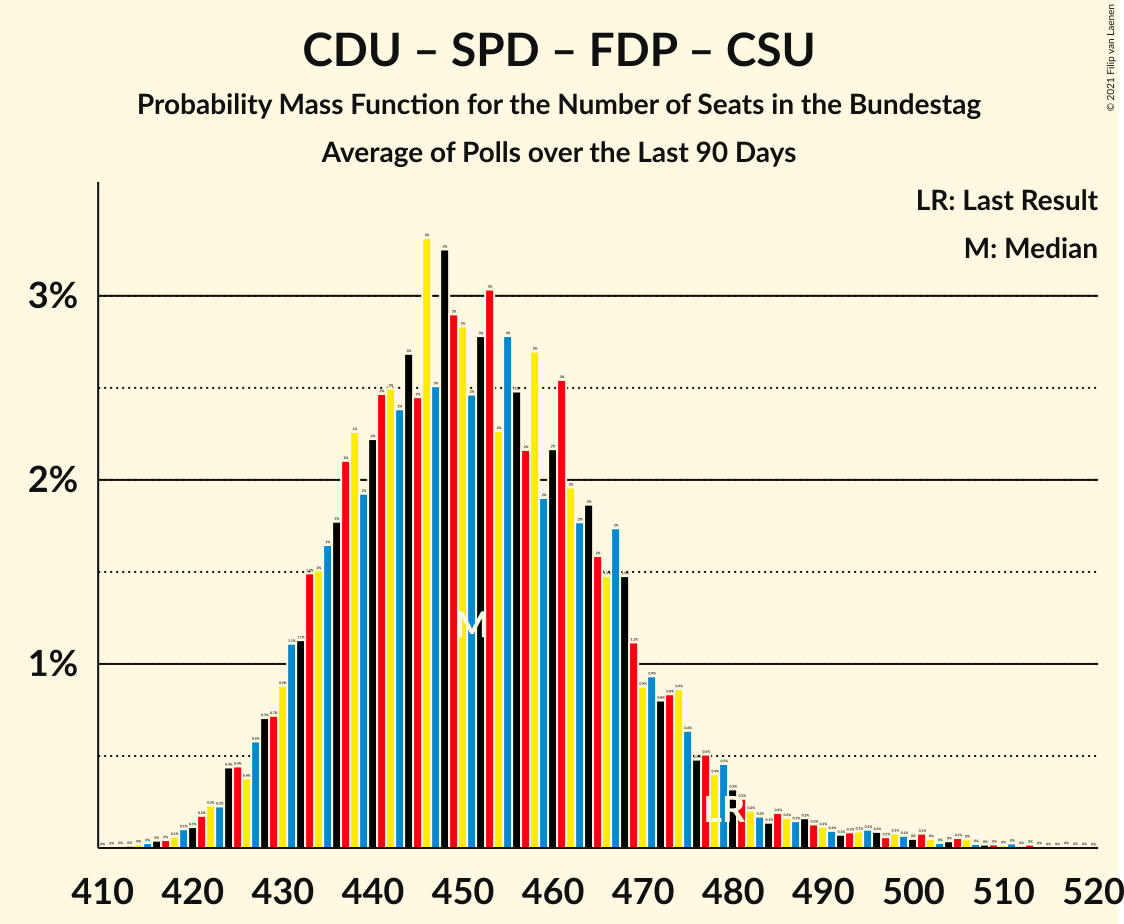 CDU – SPD – FDP – CSU
Probability Mass Function for the Number of Seats in the Bundestag
Average of Polls over the Last 90 Days
© 2021 Filip van Laenen
LR: Last Result
M: Median
3%
2%
1%
M
LR
410 420 430 440 450 460 470 480 490 500 510 520